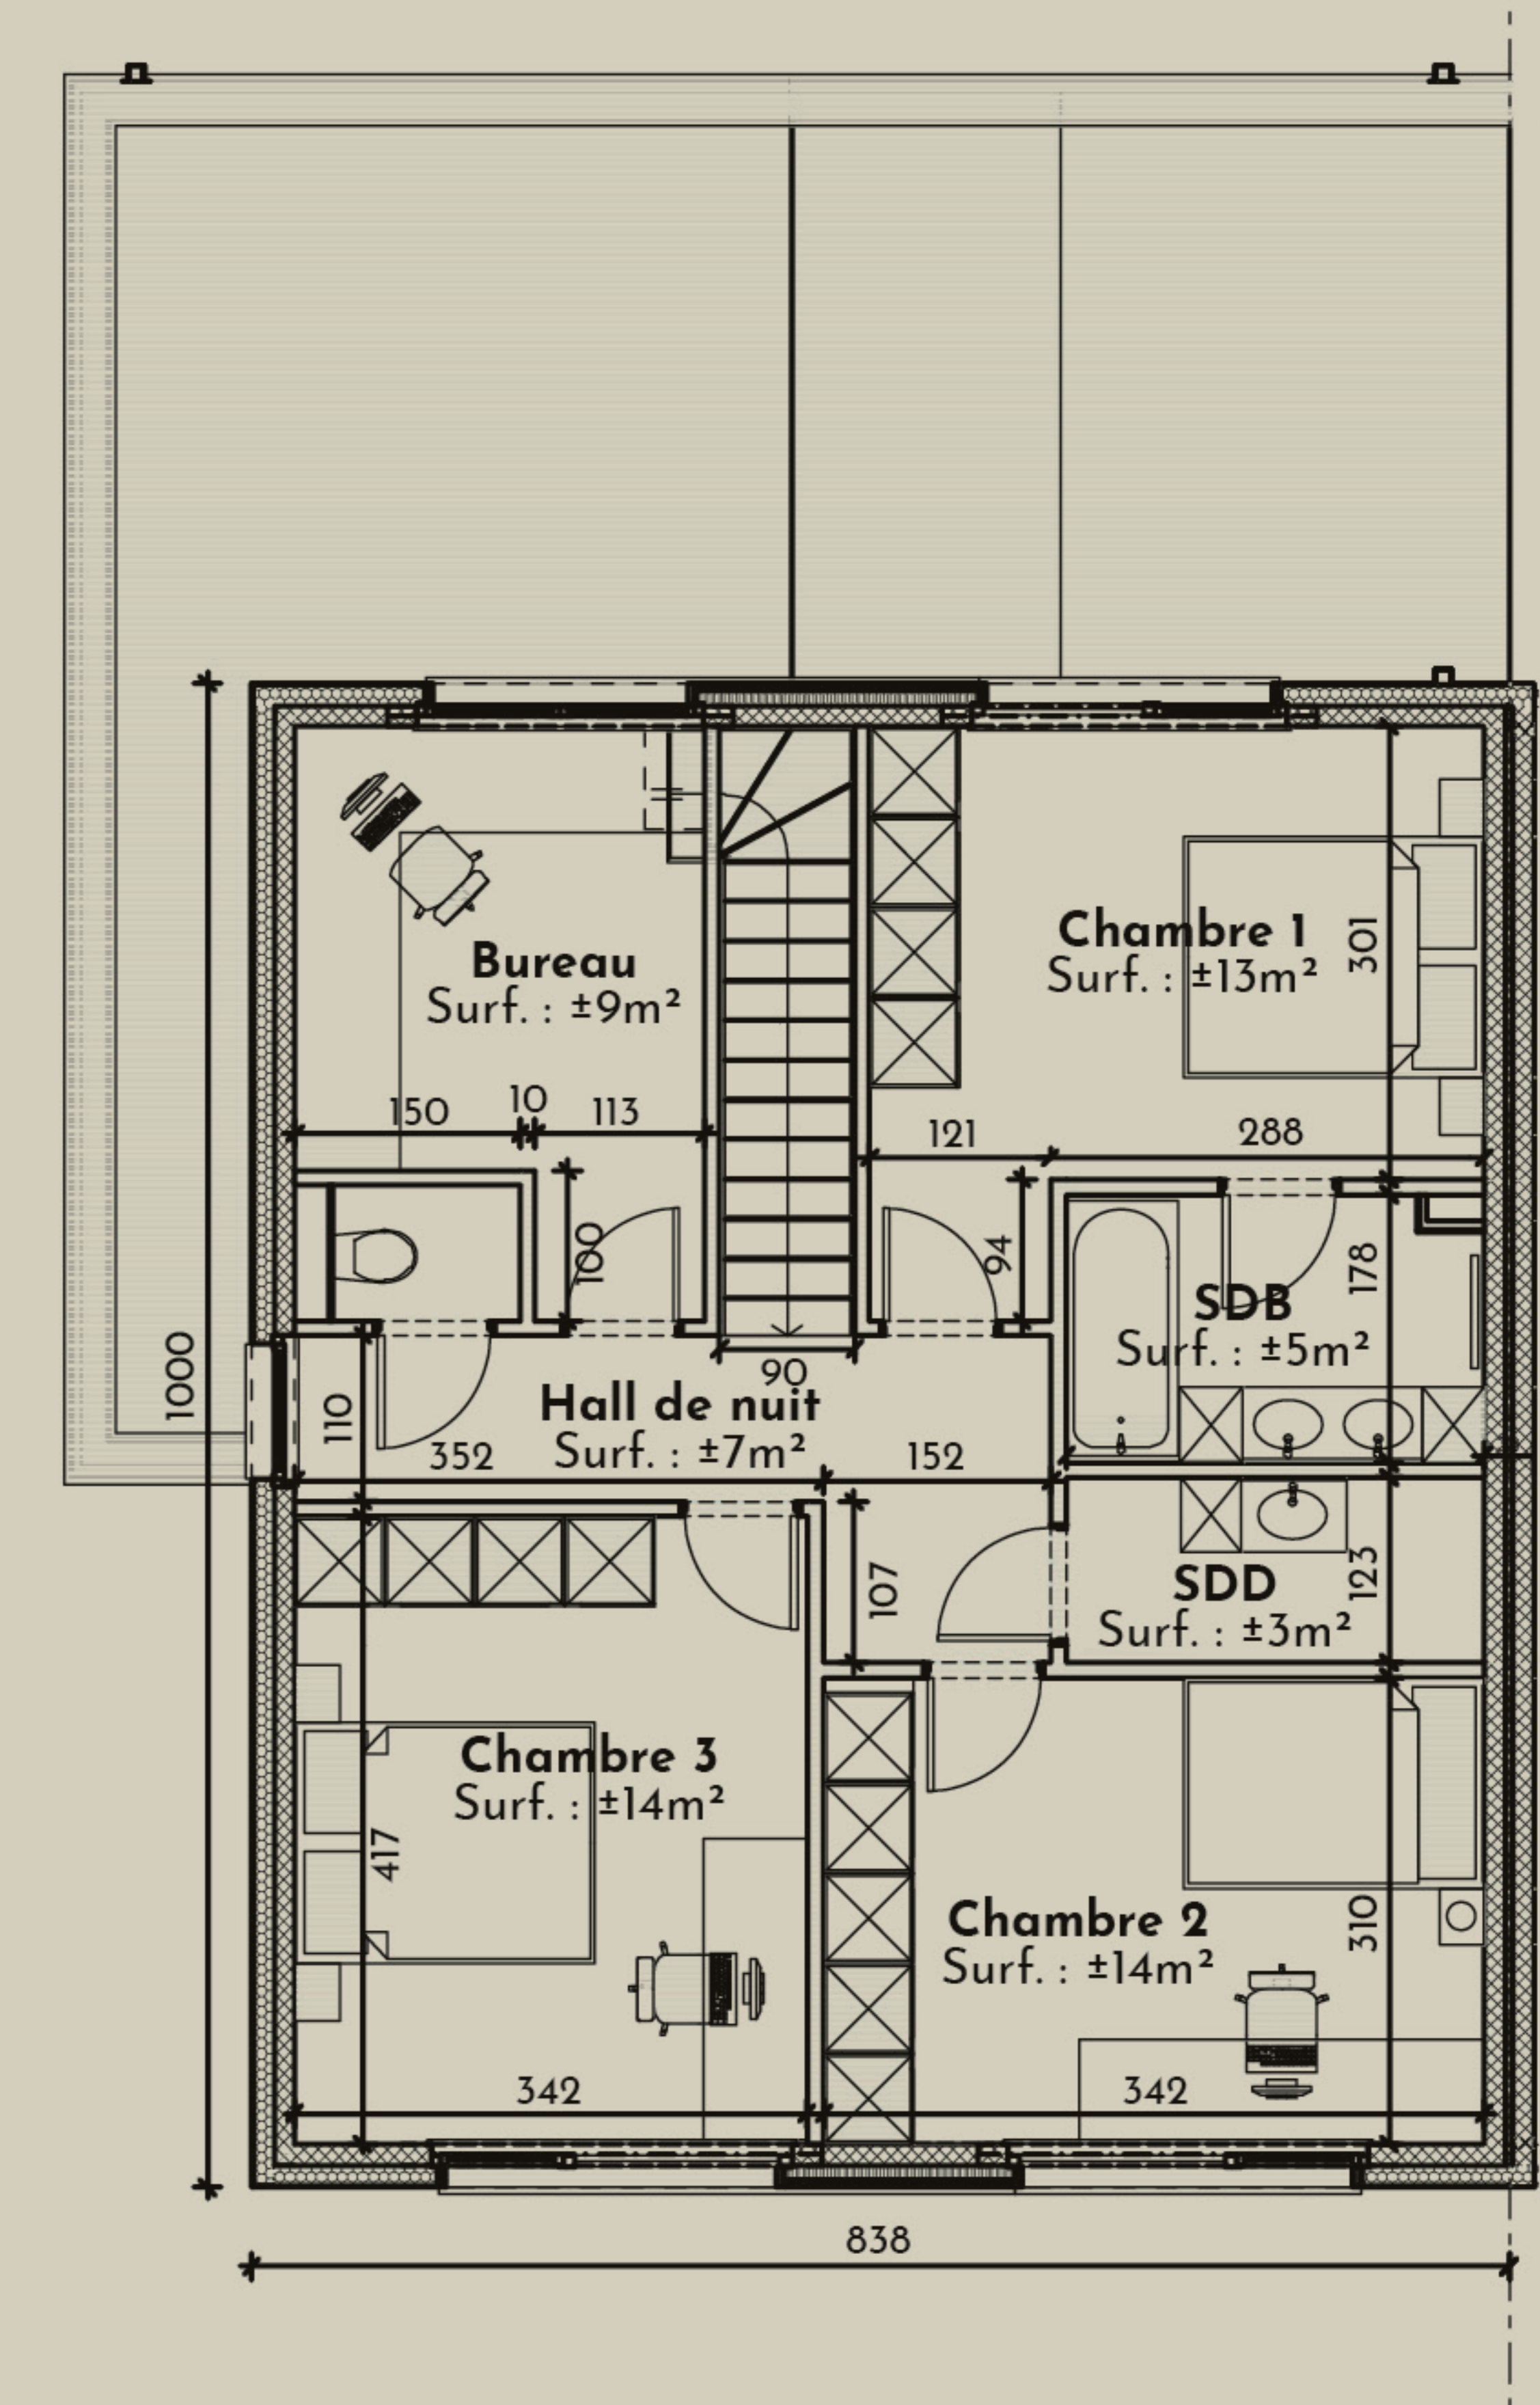 Bureau
Surf. : ±9m²
Chambre 1
Surf. : ±13m²
301
150
10
113
121
288
100
94
178
SDB
Surf. : ±5m²
1000
110
90
Hall de nuit
Surf. : ±7m²
352
152
107
SDD
Surf. : ±3m²
123
Chambre 3
Surf. : ±14m²
417
Chambre 2
Surf. : ±14m²
310
342
342
838